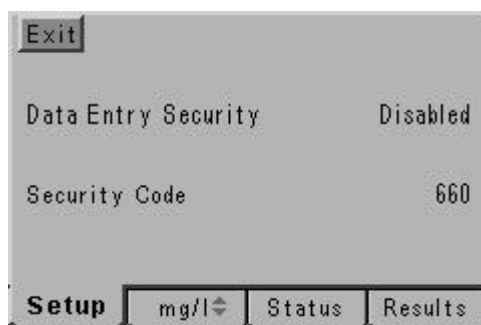 Exit
Data Entry Security Disabled
Security Code 660
Setup mg/l Status Results